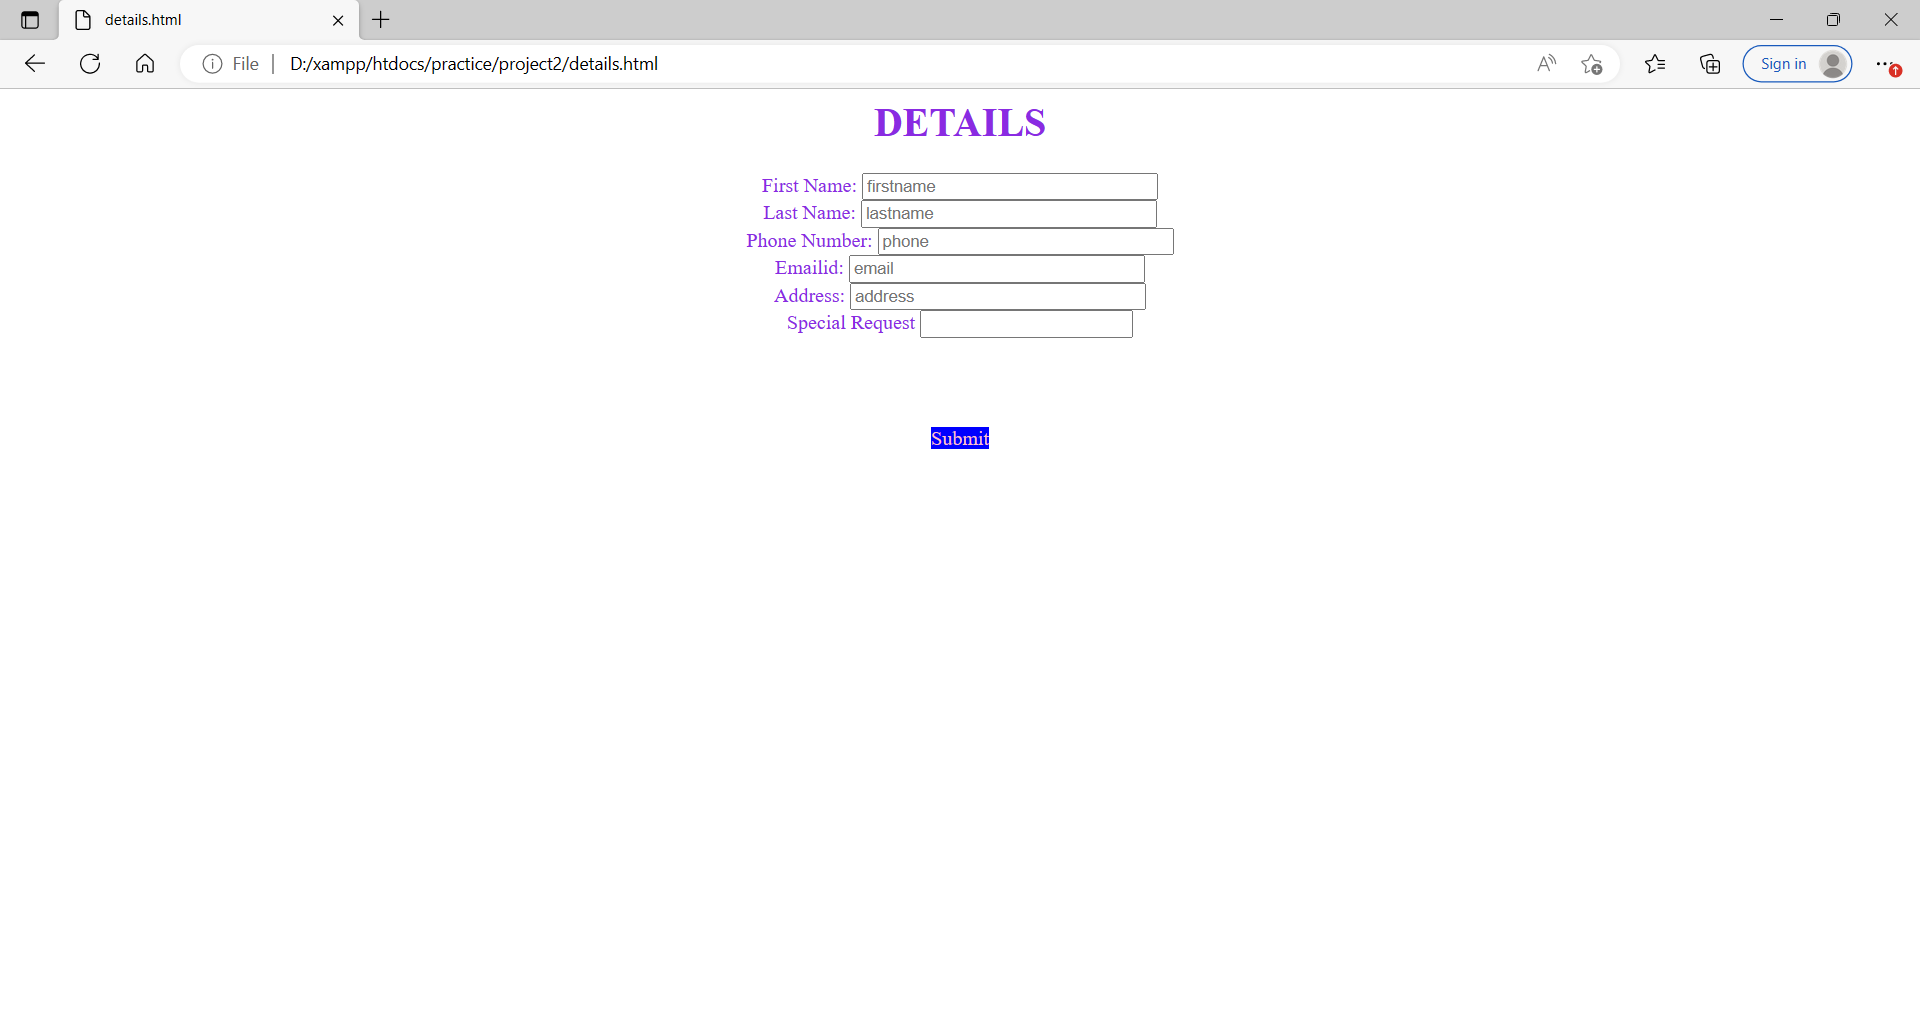 details.html
File D:/xampp/htdocs/practice/project2/details.html
Sign in
DETAILS
First Name: firstname
Last Name: lastname
Phone Number: phone
Emailid: email
Address: address
Special Request
Submit